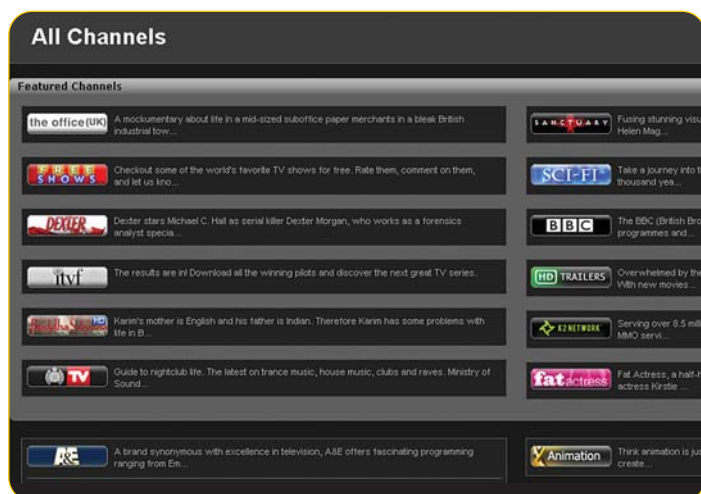 All Channels
Featured Channels
the office(UK)
A mockumentary about life in a mid-sized suboffice paper merchants in a bleak British
industrial tow...
FREE
SHOWS
Checkout some of the world's favorite TV shows for free. Rate them, comment on them,
and let us kno...
DEXTER
Dexter stars Michael C. Hall as serial killer Dexter Morgan, who works as a forensics
analyst specia...
itvf
The results are in! Download all the winning pilots and discover the next great TV series.
HD
Karim's mother is English and his father is Indian. Therefore Karim has some problems with
life in B...
TV
Guide to nightclub life. The latest on trance music, house music, clubs and raves. Ministry of
Sound...
A&E
A brand synonymous with excellence in television, A&E offers fascinating programming
ranging from Em...
SANCTUARY
Fusing stunning visu
Helen Mag...
SCI-FI
Take a journey into t
thousand yea...
BBC
The BBC (British Bro
programmes and...
HD TRAILERS
Overwhelmed by the
With new movies...
K2 NETWORK
Serving over 8.5 mill
MMO servi...
fat actress
Fat Actress, a half-h
actress Kirstie ...
Animation
Think animation is ju
create...